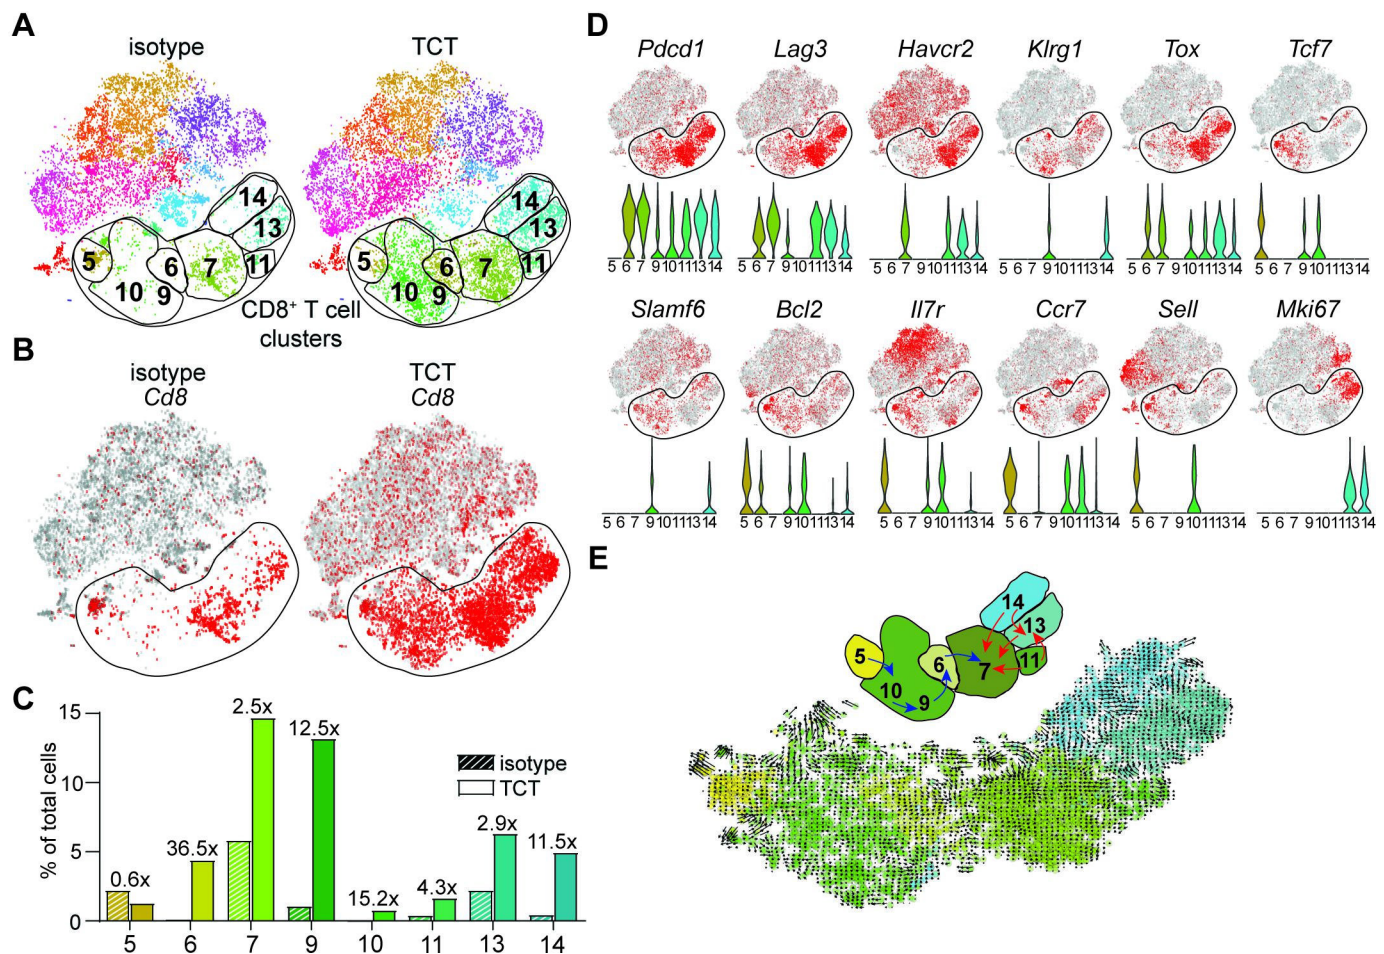 A
isotype
TCT
14
13
11
5
6
7
10
9
14
13
11
5
6
7
10
9
CD8⁺ T cell
clusters
B
isotype
Cd8
TCT
Cd8
C
% of total cells
15
10
5
0
0.6x
36.5x
2.5x
12.5x
15.2x
4.3x
2.9x
11.5x
isotype
TCT
5 6 7 9 10 11 13 14
D
Pdcd1 Lag3 Havcr2 Klrg1 Tox Tcf7
5 6 7 9 10 11 13 14
5 6 7 9 10 11 13 14
5 6 7 9 10 11 13 14
5 6 7 9 10 11 13 14
5 6 7 9 10 11 13 14
5 6 7 9 10 11 13 14
Slamf6 Bcl2 Il7r Ccr7 Sell Mki67
5 6 7 9 10 11 13 14
5 6 7 9 10 11 13 14
5 6 7 9 10 11 13 14
5 6 7 9 10 11 13 14
5 6 7 9 10 11 13 14
5 6 7 9 10 11 13 14
E
14
13
11
5
6
7
10
9